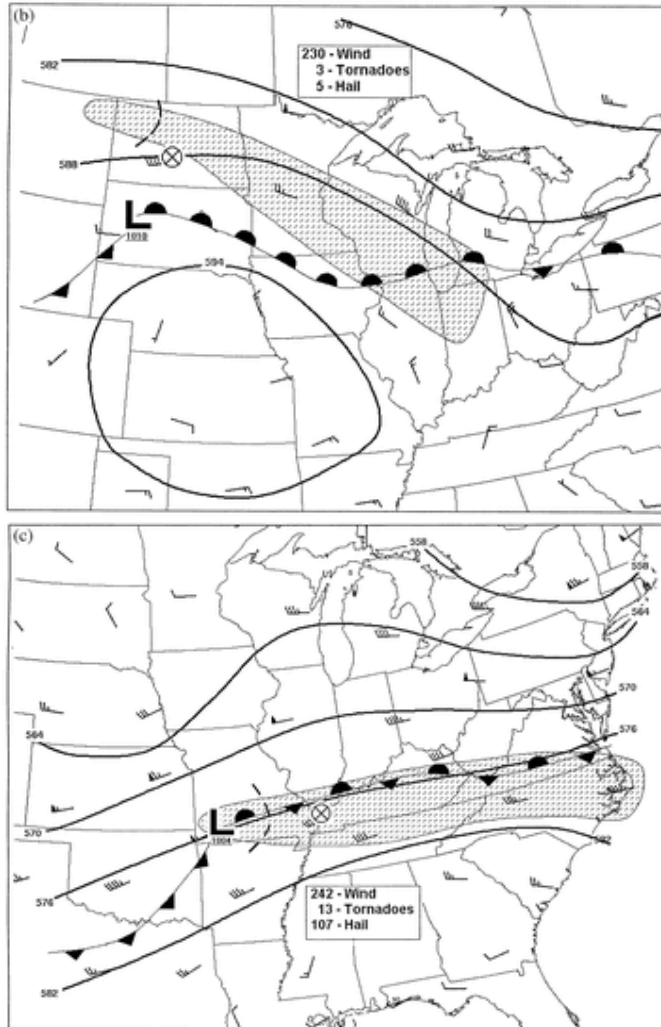 (b)
576
582
230 - Wind
3 - Tornadoes
5 - Hail
588
L
1010
594
(c)
558
558
564
570
576
564
L
1004
570
582
576
242 - Wind
13 - Tornadoes
107 - Hail
582